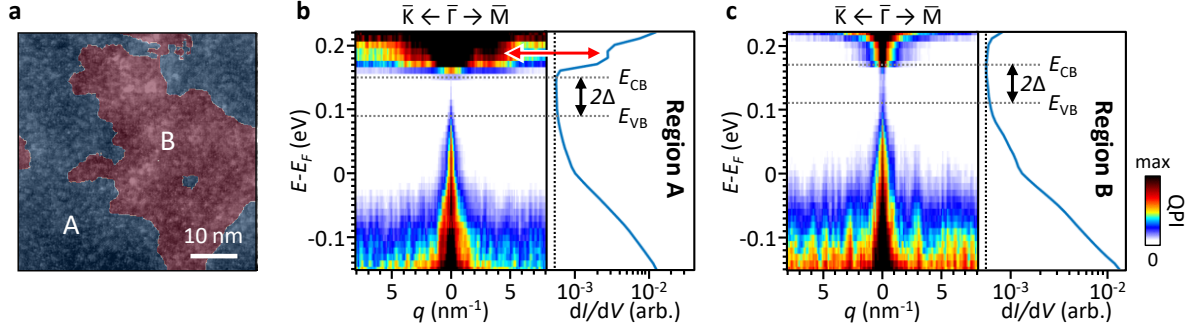 a
B
A
10 nm
b
K̄ ← Γ̄ → M̄
0.2
0.1
0
-0.1
E-E_F (eV)
E_CB
2Δ
E_VB
Region A
5 0 5
q (nm⁻¹)
10⁻³ 10⁻²
dI/dV (arb.)
c
K̄ ← Γ̄ → M̄
0.2
0.1
0
-0.1
E-E_F (eV)
E_CB
2Δ
E_VB
Region B
5 0 5
q (nm⁻¹)
10⁻³ 10⁻²
dI/dV (arb.)
max
QPI
0